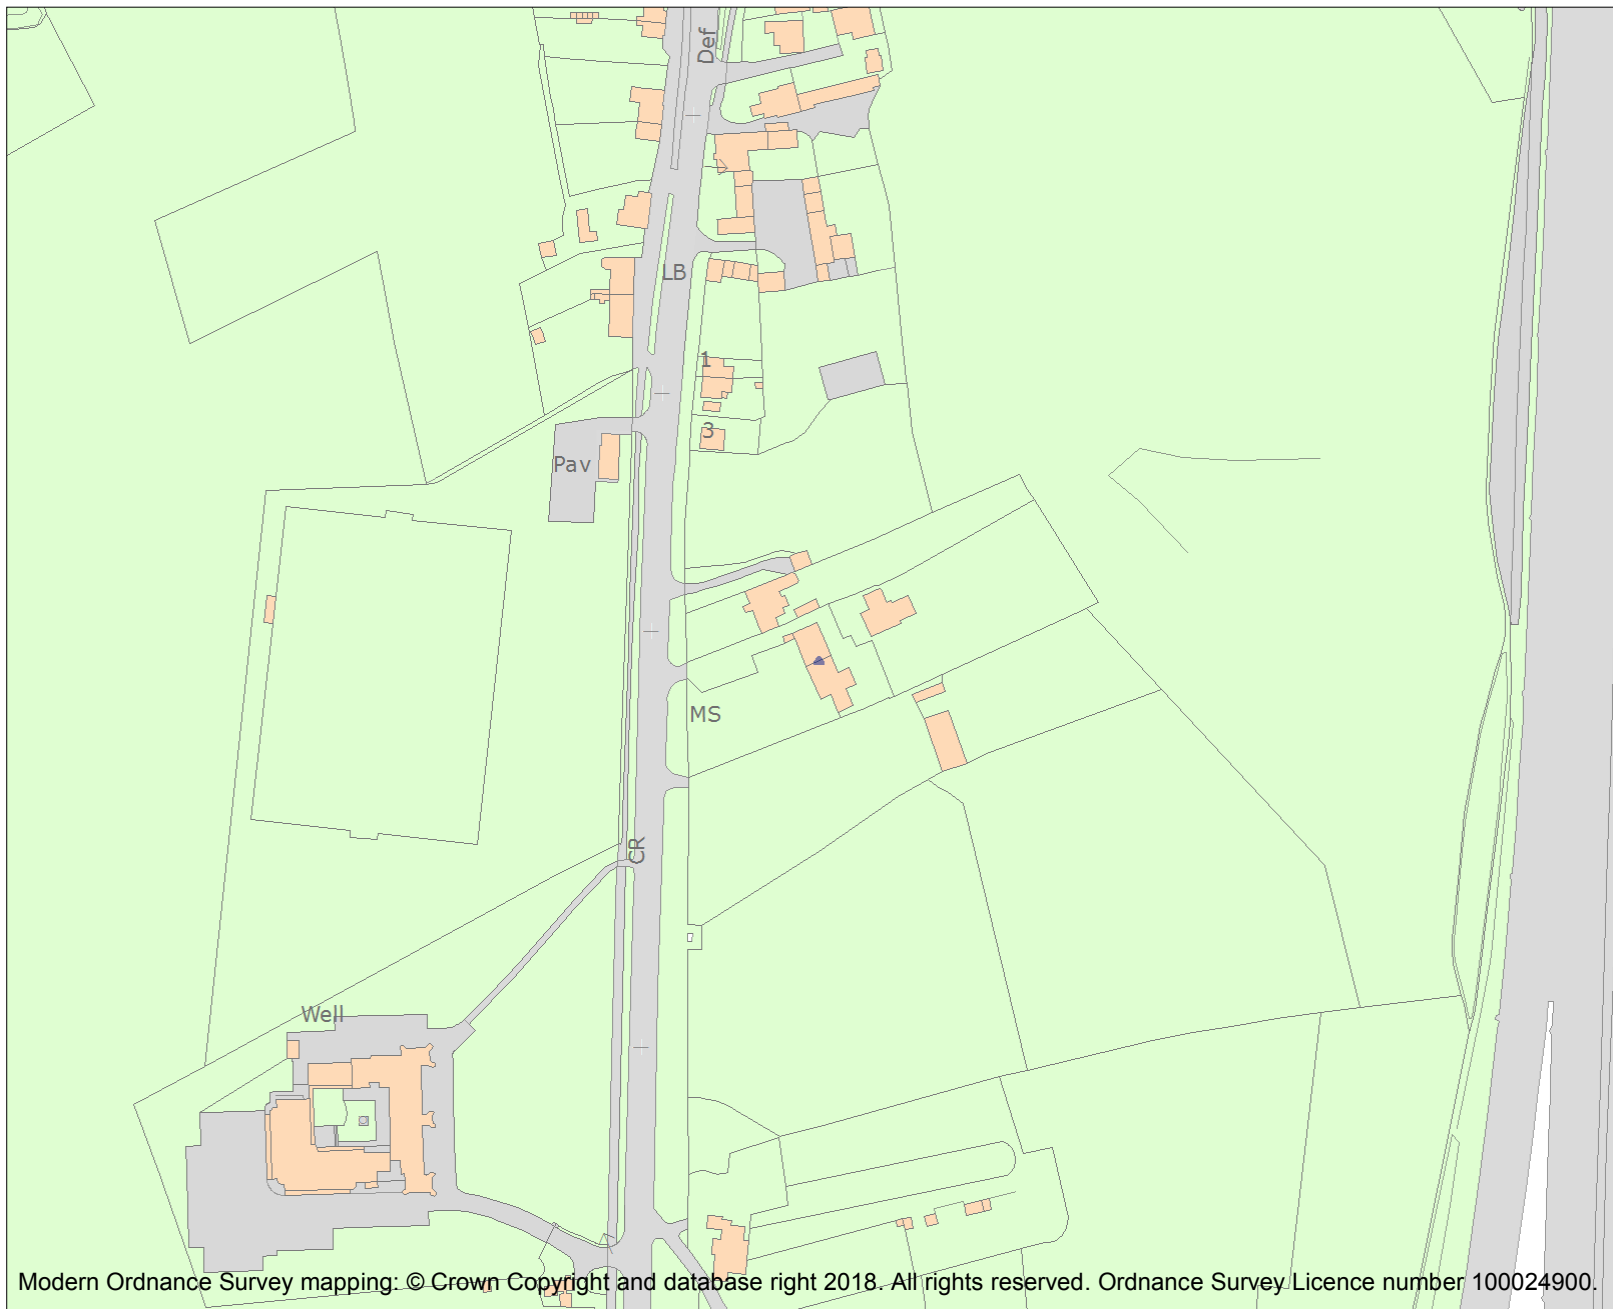 Def
LB
1
3
Pav
MS
CR
Well
Modern Ordnance Survey mapping: © Crown Copyright and database right 2018. All rights reserved. Ordnance Survey Licence number 100024900.